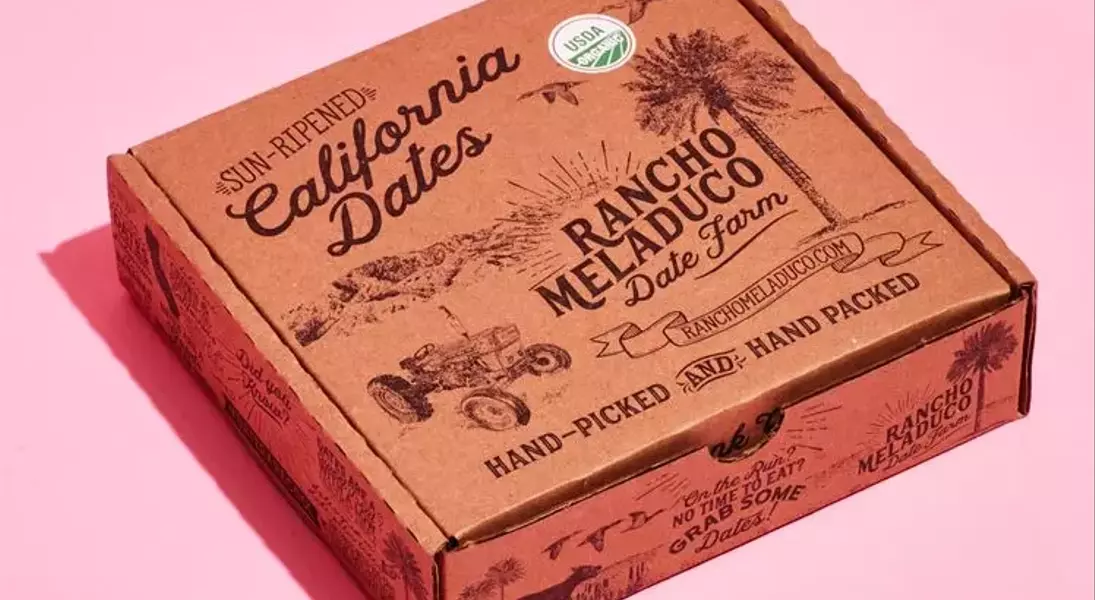 SUN-RIPENED
California
Dates
USDA
ORGANIC
RANCHO
MELADUCO
Date Farm
RANCHOMELADUCO.COM
HAND-PICKED AND HAND PACKED
Did you
Know?
On the Run?
NO TIME TO EAT?
GRAB SOME
Dates!
RANCHO
MELADUCO
Date Farm